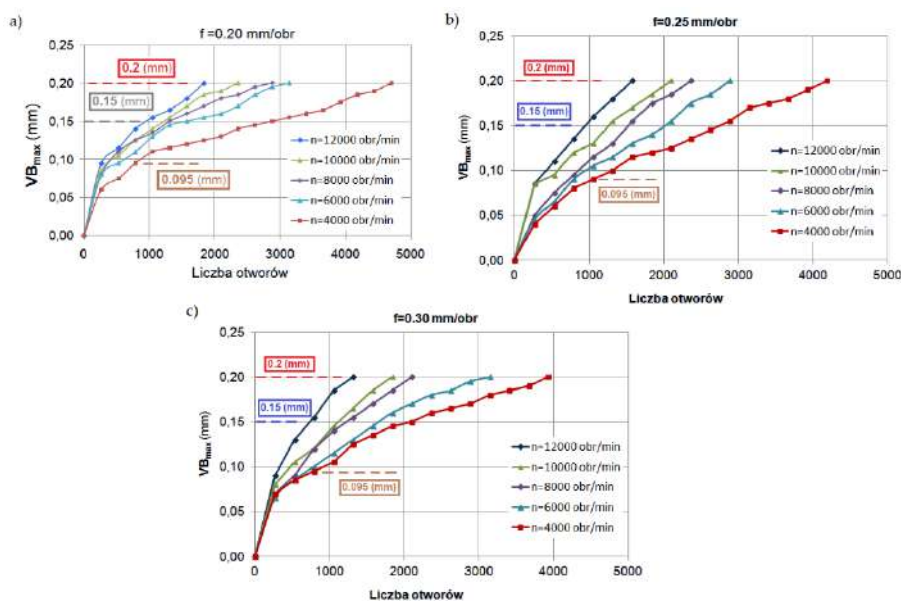 a)
f =0.20 mm/obr
VBmax (mm)
0,25
0,20
0,15
0,10
0,05
0,00
0.2 (mm)
0.15 (mm)
0.095 (mm)
n=12000 obr/min
n=10000 obr/min
n=8000 obr/min
n=6000 obr/min
n=4000 obr/min
0 1000 2000 3000 4000 5000
Liczba otworów
b)
f=0.25 mm/obr
VBmax (mm)
0,25
0,20
0,15
0,10
0,05
0,00
0.2 (mm)
0.15 (mm)
0.095 (mm)
n=12000 obr/min
n=10000 obr/min
n=8000 obr/min
n=6000 obr/min
n=4000 obr/min
0 1000 2000 3000 4000 5000
Liczba otworów
c)
f=0.30 mm/obr
VBmax (mm)
0,25
0,20
0,15
0,10
0,05
0,00
0.2 (mm)
0.15 (mm)
0.095 (mm)
n=12000 obr/min
n=10000 obr/min
n=8000 obr/min
n=6000 obr/min
n=4000 obr/min
0 1000 2000 3000 4000 5000
Liczba otworów